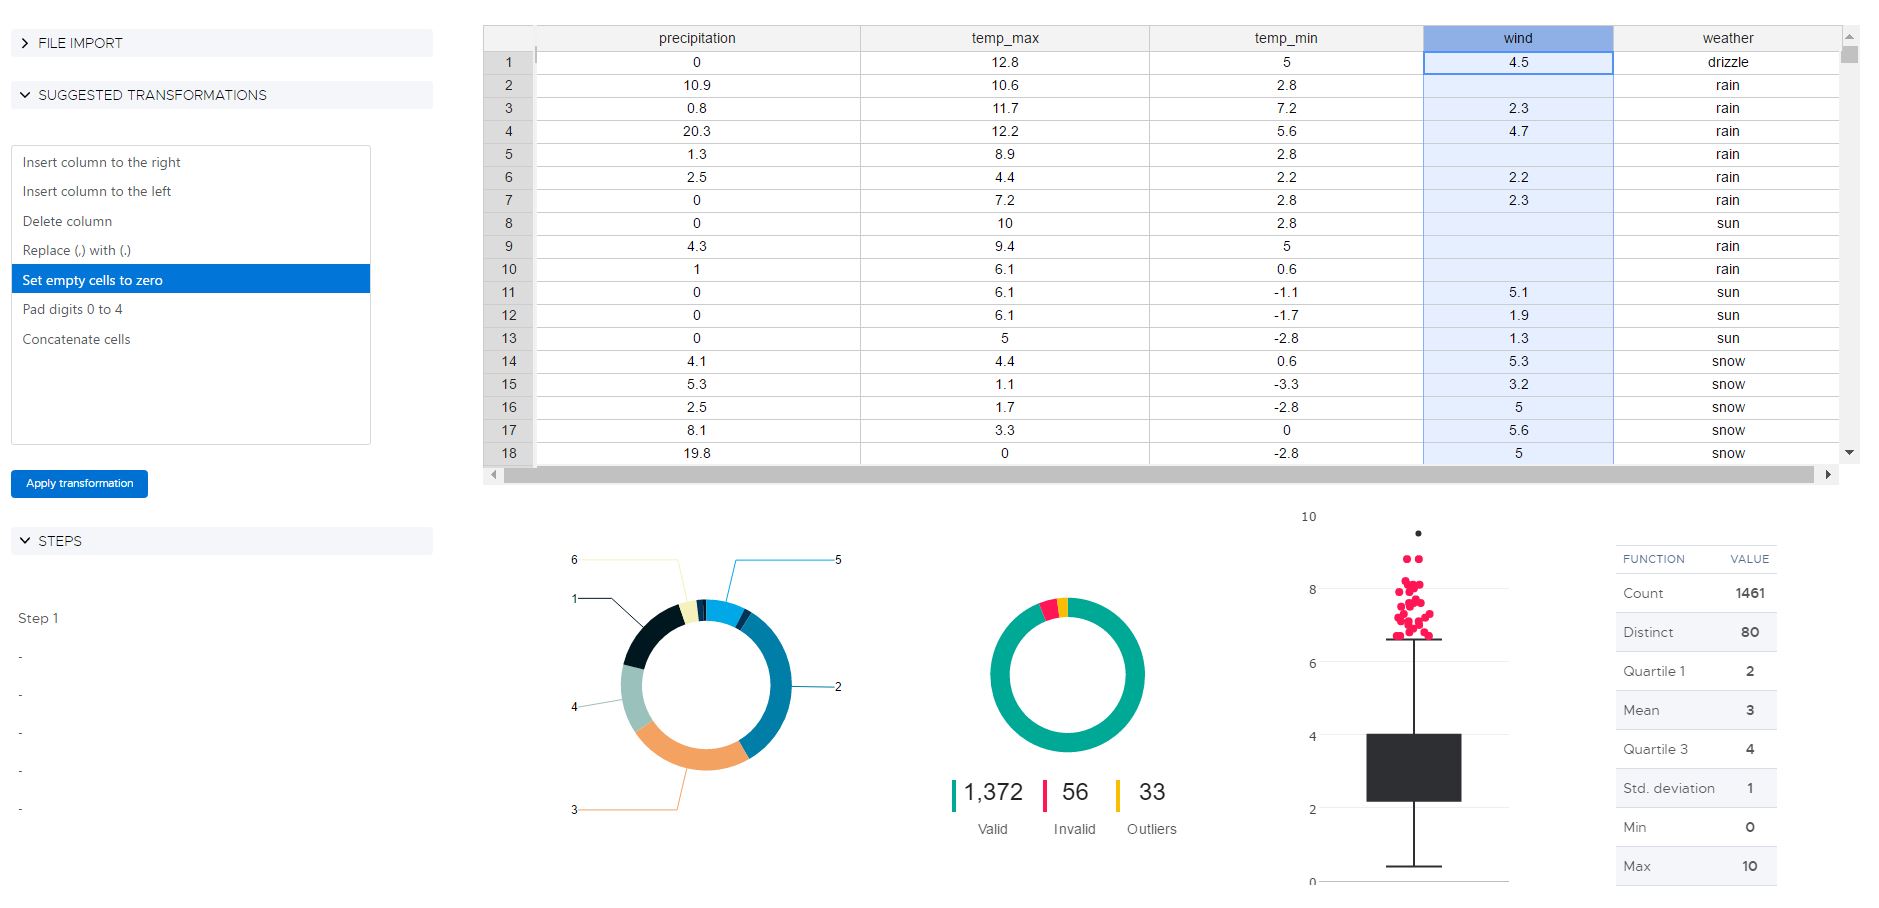 FILE IMPORT
SUGGESTED TRANSFORMATIONS
Insert column to the right
Insert column to the left
Delete column
Replace (,) with (.)
Set empty cells to zero
Pad digits 0 to 4
Concatenate cells
Apply transformation
STEPS
Step 1
-
-
-
-
-
precipitation temp_max temp_min wind weather
1 0 12.8 5 4.5 drizzle
2 10.9 10.6 2.8 rain
3 0.8 11.7 7.2 2.3 rain
4 20.3 12.2 5.6 4.7 rain
5 1.3 8.9 2.8 rain
6 2.5 4.4 2.2 2.2 rain
7 0 7.2 2.8 2.3 rain
8 0 10 2.8 sun
9 4.3 9.4 5 rain
10 1 6.1 0.6 rain
11 0 6.1 -1.1 5.1 sun
12 0 6.1 -1.7 1.9 sun
13 0 5 -2.8 1.3 sun
14 4.1 4.4 0.6 5.3 snow
15 5.3 1.1 -3.3 3.2 snow
16 2.5 1.7 -2.8 5 snow
17 8.1 3.3 0 5.6 snow
18 19.8 0 -2.8 5 snow
6 5
1
2
4
3
1,372 56 33
Valid Invalid Outliers
10
8
6
4
2
0
FUNCTION VALUE
Count 1461
Distinct 80
Quartile 1 2
Mean 3
Quartile 3 4
Std. deviation 1
Min 0
Max 10